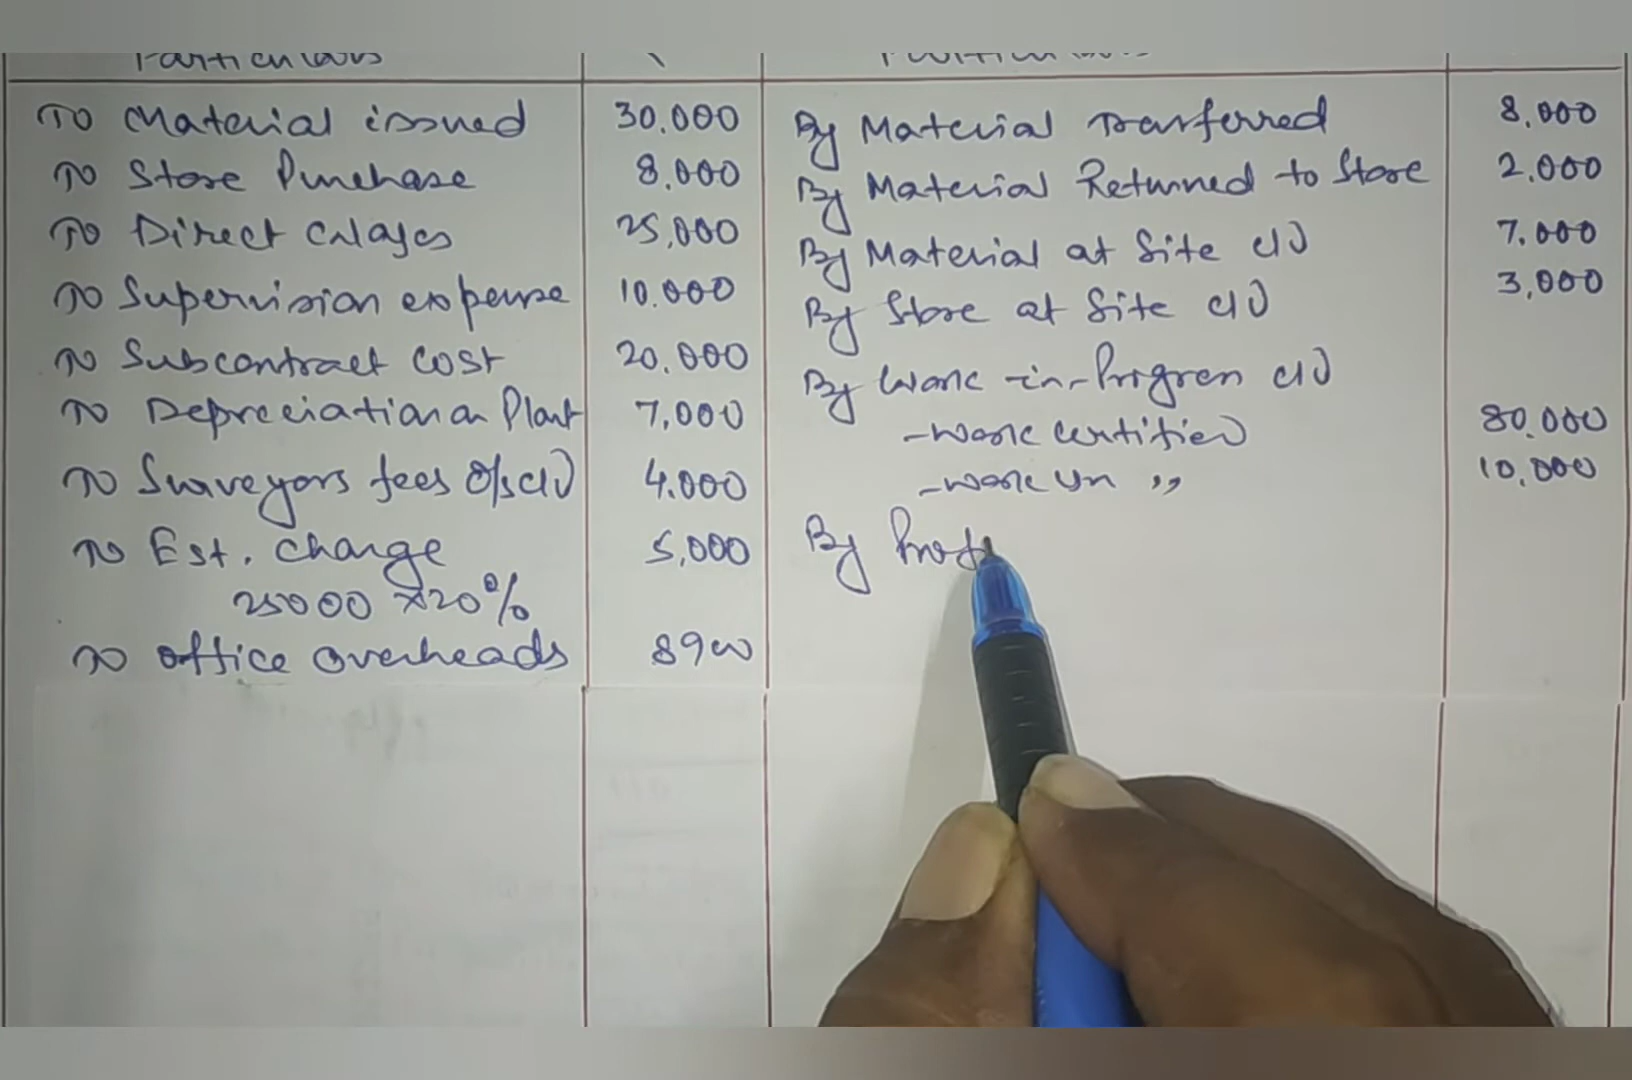 Particulars
To Material issued 30,000
To Store Purchase 8,000
To Direct wages 25,000
To Supervision expense 10,000
To Subcontract cost 20,000
To Depreciation on Plant 7,000
To Surveyors fees o/s c/d 4,000
To Est. charge 5,000
25000 × 20%
To office overheads 8900
Particulars
By Material Transferred 8,000
By Material Returned to Store 2,000
By Material at Site c/d 7,000
By Store at Site c/d 3,000
By Work-in-Progress c/d
- Work certified 80,000
- Work un ,, 10,000
By Prof